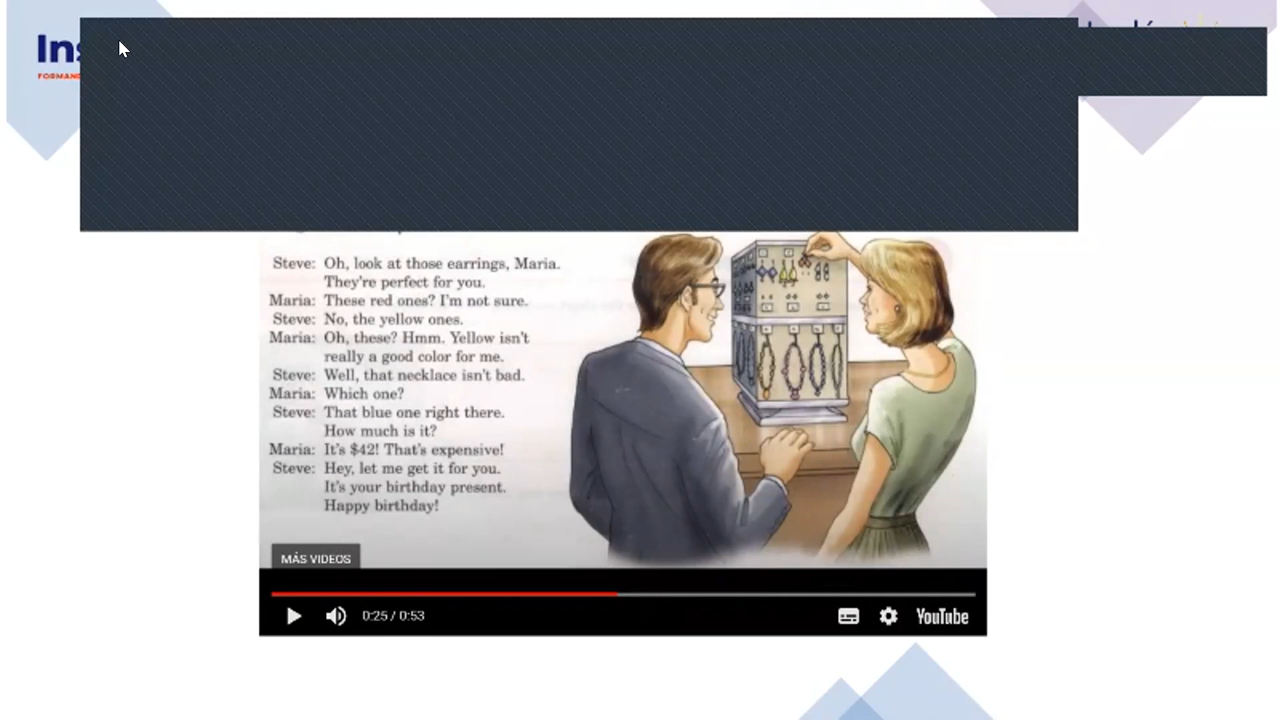 Steve: Oh, look at those earrings, Maria.
They're perfect for you.
Maria: These red ones? I'm not sure.
Steve: No, the yellow ones.
Maria: Oh, these? Hmm. Yellow isn't
really a good color for me.
Steve: Well, that necklace isn't bad.
Maria: Which one?
Steve: That blue one right there.
How much is it?
Maria: It's $42! That's expensive!
Steve: Hey, let me get it for you.
It's your birthday present.
Happy birthday!
MÁS VIDEOS
0:25 / 0:53
YouTube